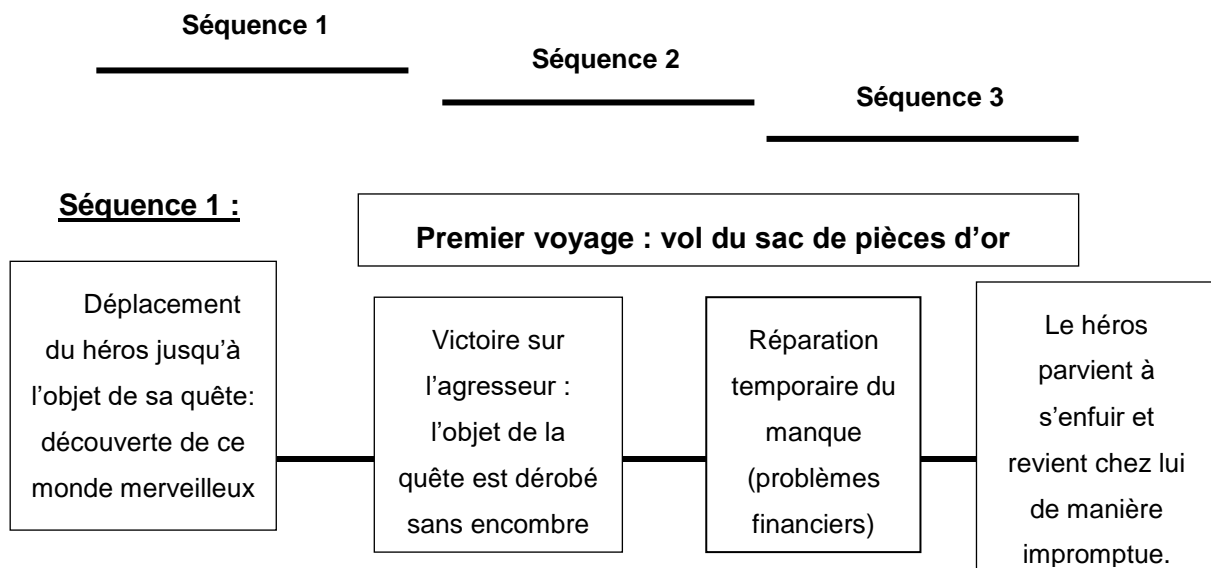 Séquence 1
Séquence 2
Séquence 3
Séquence 1 :
Premier voyage : vol du sac de pièces d’or
Déplacement
du héros jusqu’à
l’objet de sa quête:
découverte de ce
monde merveilleux
Victoire sur
l’agresseur :
l’objet de la
quête est dérobé
sans encombre
Réparation
temporaire du
manque
(problèmes
financiers)
Le héros
parvient à
s’enfuir et
revient chez lui
de manière
impromptue.